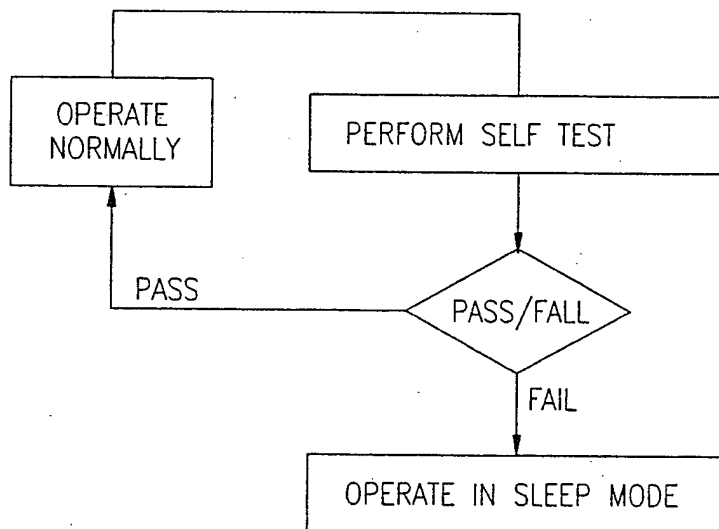 OPERATE
NORMALLY
PERFORM SELF TEST
PASS
PASS/FALL
FAIL
OPERATE IN SLEEP MODE